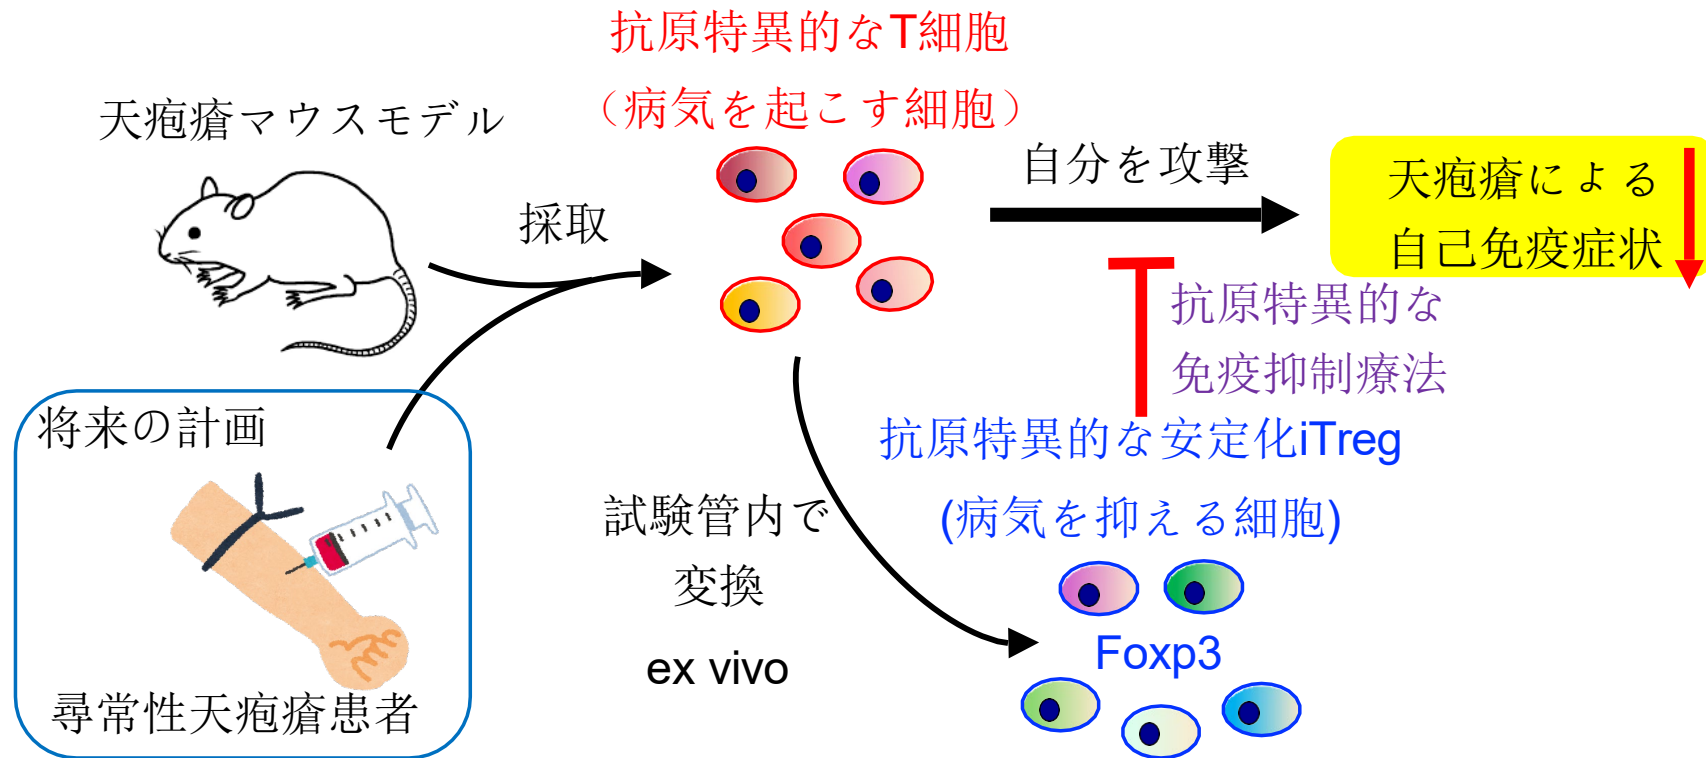 抗原特異的なT細胞
（病気を起こす細胞）
天疱瘡マウスモデル
採取
自分を攻撃
天疱瘡による
自己免疫症状
抗原特異的な
免疫抑制療法
将来の計画
尋常性天疱瘡患者
抗原特異的な安定化iTreg
(病気を抑える細胞)
試験管内で
変換
ex vivo
Foxp3